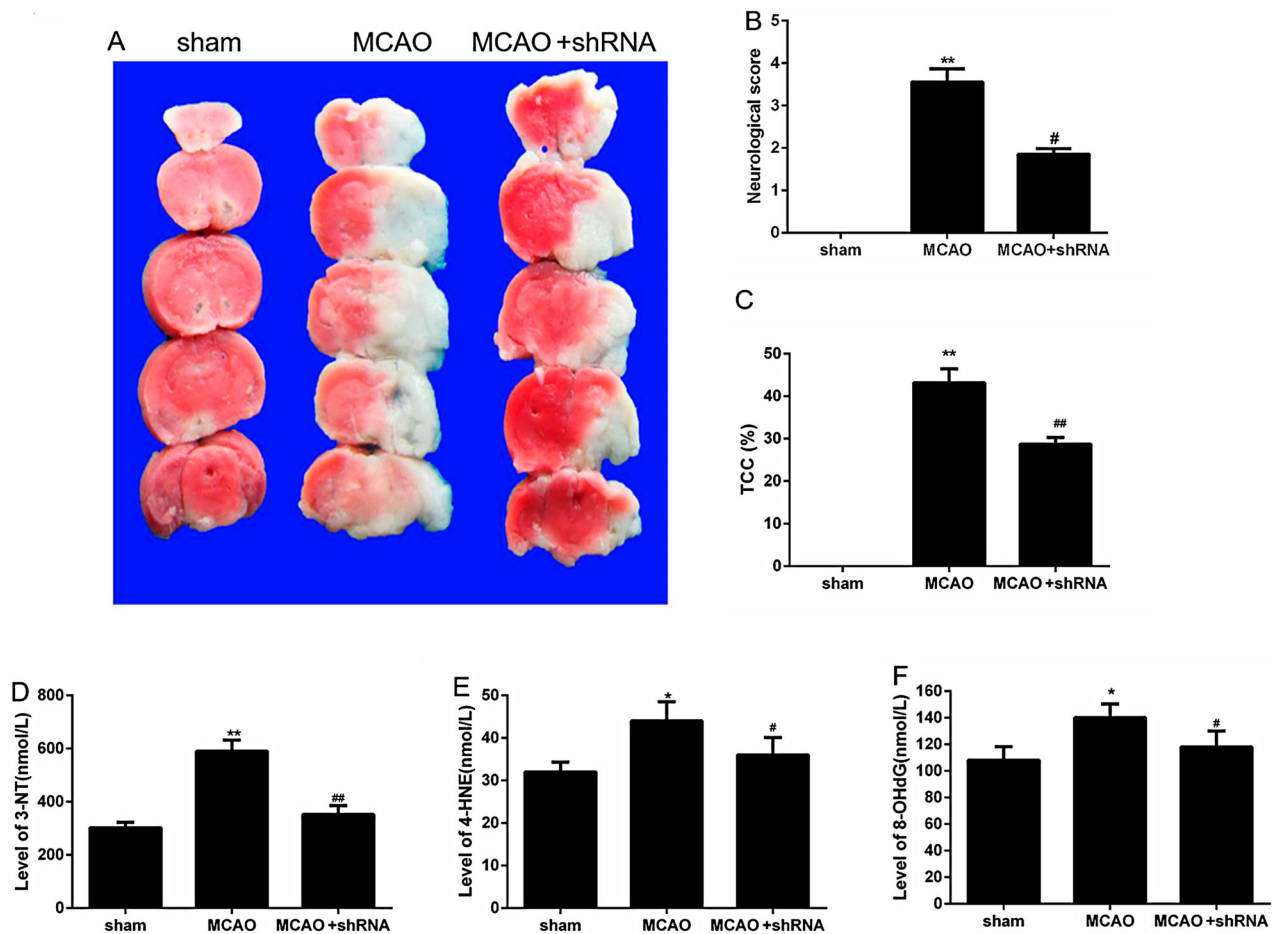 A
sham MCAO MCAO +shRNA
B
Neurological score
5
4
3
2
1
0
**
#
sham MCAO MCAO+shRNA
C
TCC (%)
50
40
30
20
10
0
**
##
sham MCAO MCAO +shRNA
D
Level of 3-NT(nmol/L)
800
600
400
200
0
**
##
sham MCAO MCAO +shRNA
E
Level of 4-HNE(nmol/L)
50
40
30
20
10
0
*
#
sham MCAO MCAO +shRNA
F
Level of 8-OHdG(nmol/L)
160
140
120
100
80
60
40
20
0
*
#
sham MCAO MCAO +shRNA